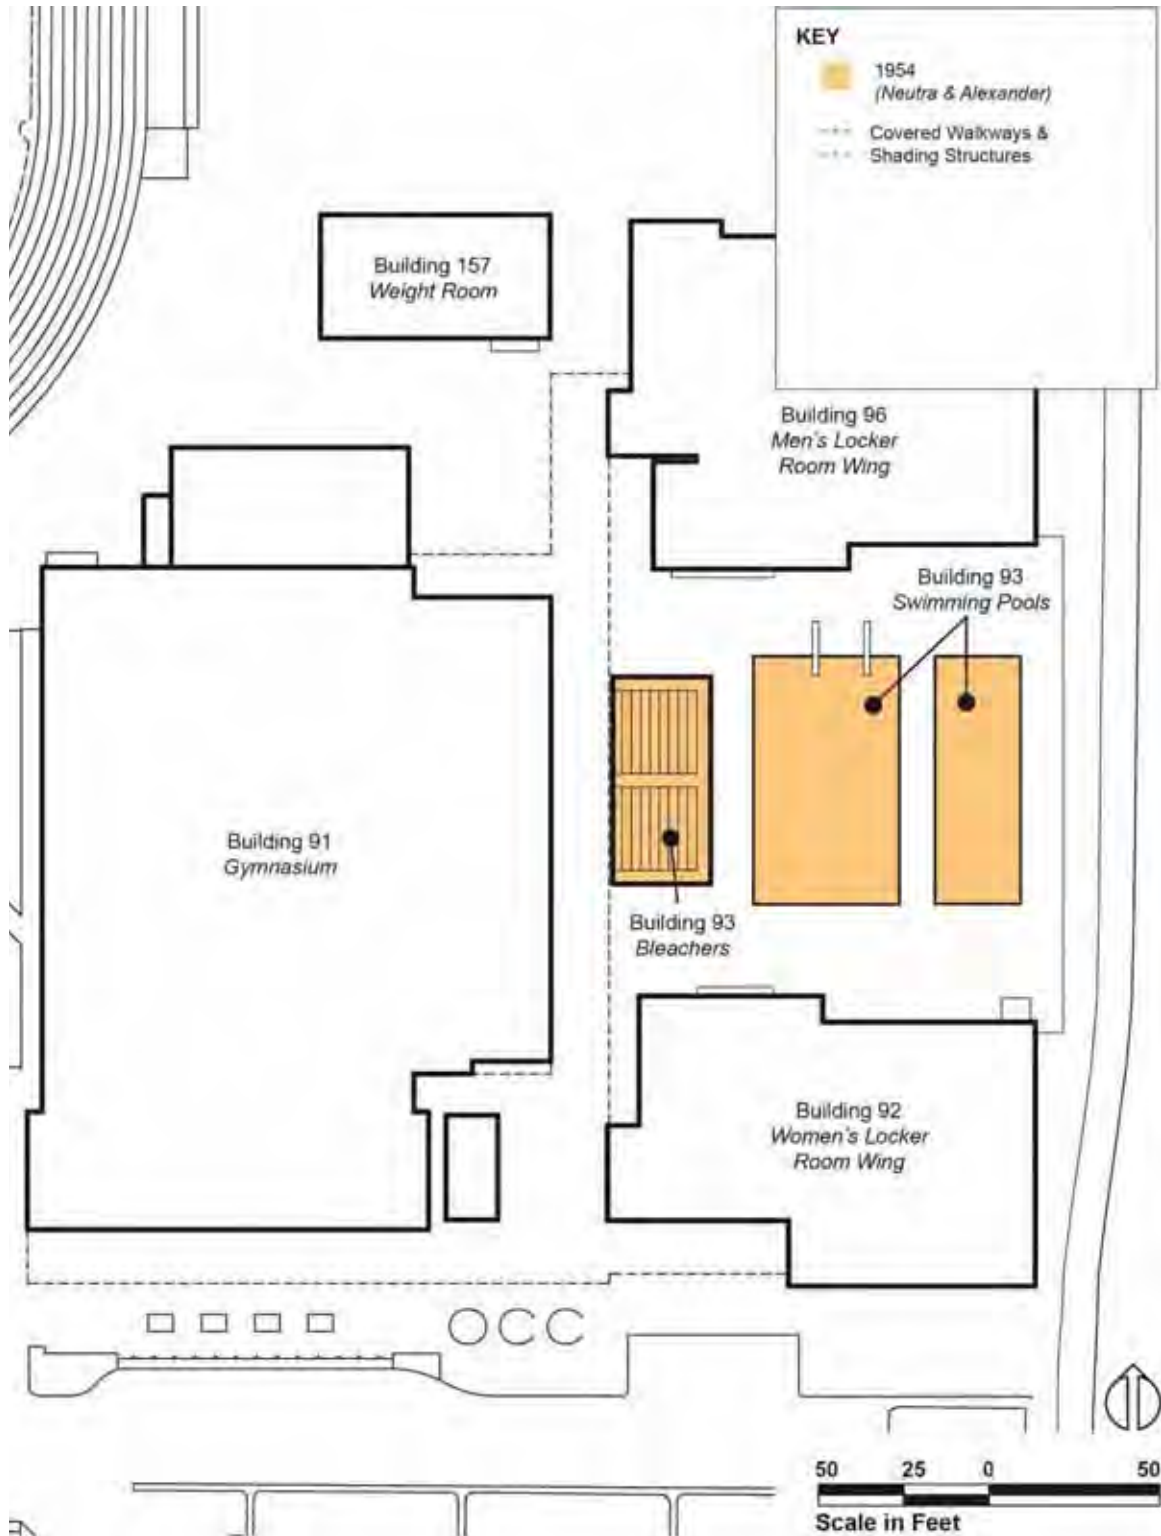 KEY
1954
(Neutra & Alexander)
Covered Walkways &
Shading Structures
Building 157
Weight Room
Building 96
Men's Locker
Room Wing
Building 93
Swimming Pools
Building 91
Gymnasium
Building 93
Bleachers
Building 92
Women's Locker
Room Wing
50 25 0 50
Scale in Feet